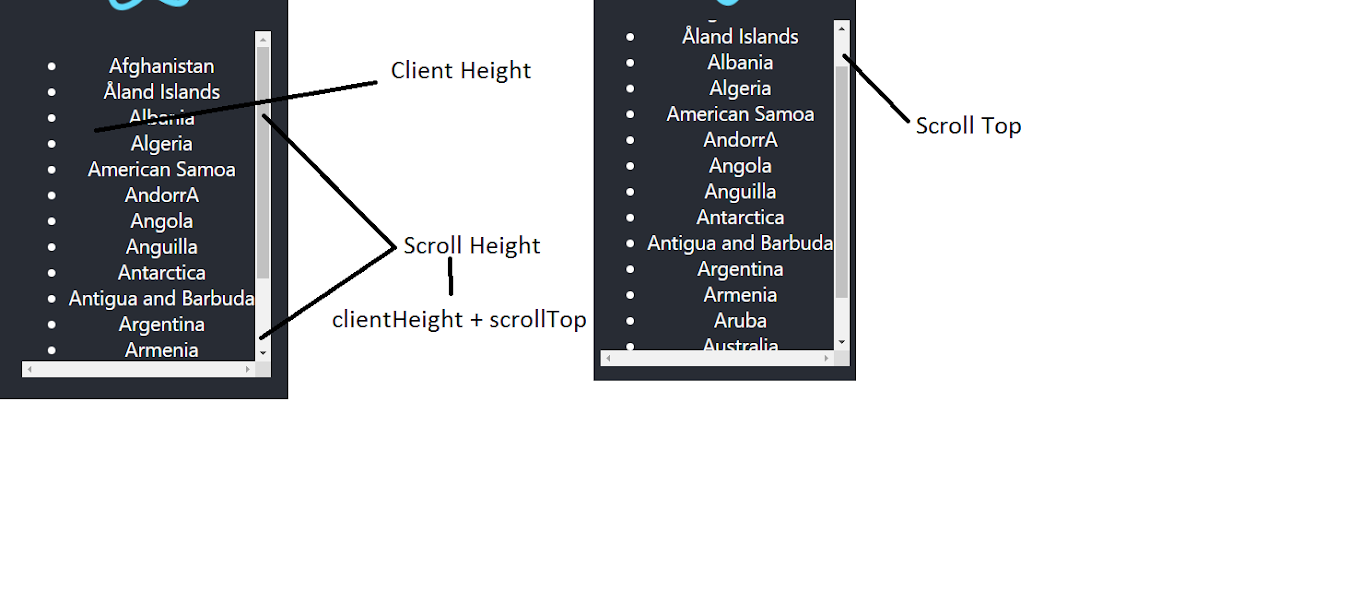 Afghanistan
Åland Islands
Albania
Algeria
American Samoa
AndorrA
Angola
Anguilla
Antarctica
Antigua and Barbuda
Argentina
Armenia
Client Height
Scroll Height
clientHeight + scrollTop
Åland Islands
Albania
Algeria
American Samoa
AndorrA
Angola
Anguilla
Antarctica
Antigua and Barbuda
Argentina
Armenia
Aruba
Australia
Scroll Top